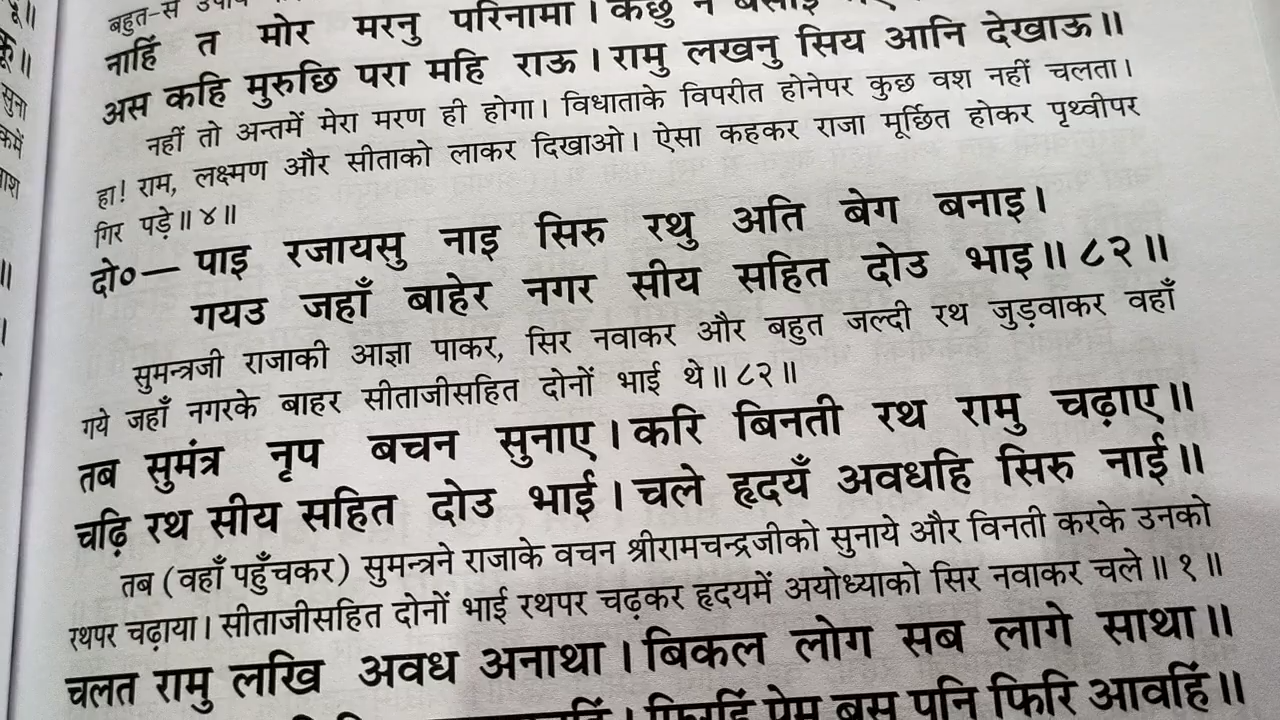 बहुत-से
नाहिं त मोर मरनु परिनामा। कछु न
अस कहि मुरुछि परा महि राऊ। रामु लखनु सिय आनि देखाऊ॥
नहीं तो अन्तमें मेरा मरण ही होगा। विधाताके विपरीत होनेपर कुछ वश नहीं चलता।
हा! राम, लक्ष्मण और सीताको लाकर दिखाओ। ऐसा कहकर राजा मूर्छित होकर पृथ्वीपर
गिर पड़े॥ ४॥
दो०— पाइ रजायसु नाइ सिरु रथु अति बेग बनाइ।
गयउ जहाँ बाहेर नगर सीय सहित दोउ भाइ॥ ८२॥
सुमन्त्रजी राजाकी आज्ञा पाकर, सिर नवाकर और बहुत जल्दी रथ जुड़वाकर वहाँ
गये जहाँ नगरके बाहर सीताजीसहित दोनों भाई थे॥ ८२॥
तब सुमंत्र नृप बचन सुनाए। करि बिनती रथ रामु चढ़ाए॥
चढ़ि रथ सीय सहित दोउ भाई। चले हृदयँ अवधहि सिरु नाई॥
तब (वहाँ पहुँचकर) सुमन्त्रने राजाके वचन श्रीरामचन्द्रजीको सुनाये और विनती करके उनको
रथपर चढ़ाया। सीताजीसहित दोनों भाई रथपर चढ़कर हृदयमें अयोध्याको सिर नवाकर चले॥ १॥
चलत रामु लखि अवध अनाथा। बिकल लोग सब लागे साथा॥
फिरहिं प्रेम बस पुनि फिरि आवहिं॥